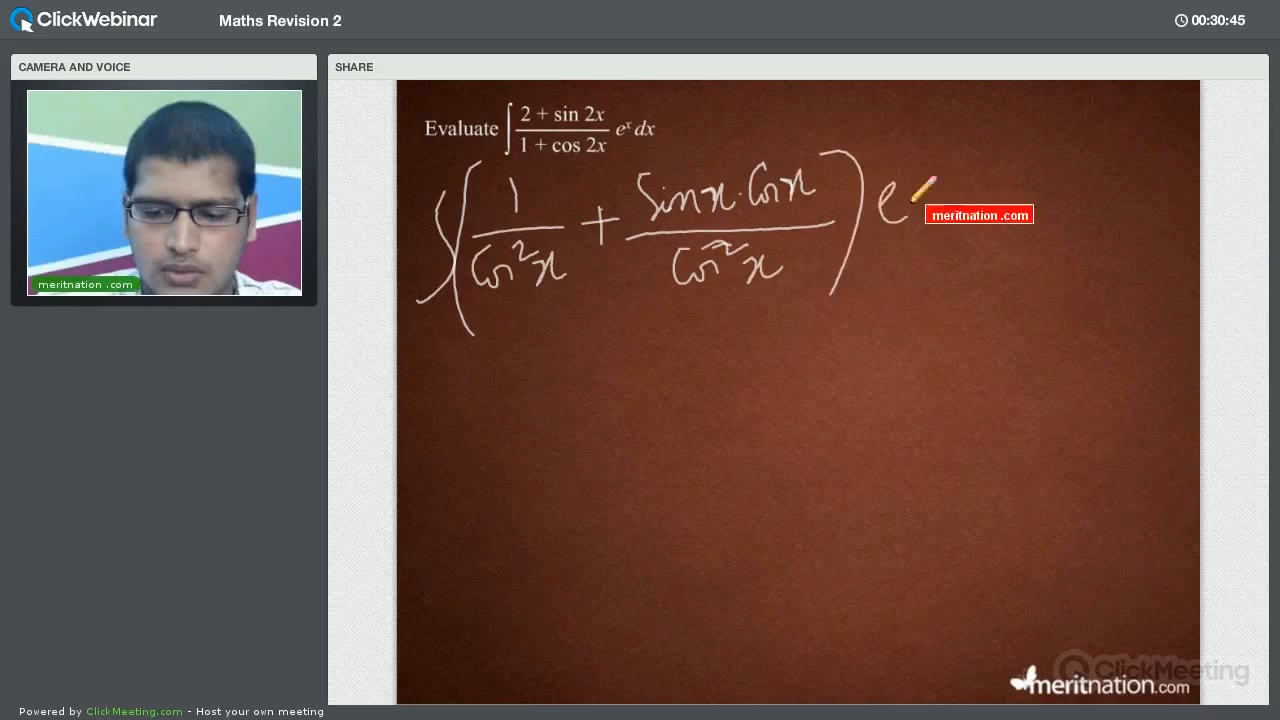 ClickWebinar
Maths Revision 2
00:30:45
CAMERA AND VOICE
SHARE
meritnation .com
Evaluate ∫ (2 + sin 2x)/(1 + cos 2x) eˣ dx
∫ ( 1/Cos²x + Sinx·Cosx/Cos²x ) e
meritnation .com
ClickMeeting
meritnation.com
Powered by ClickMeeting.com - Host your own meeting